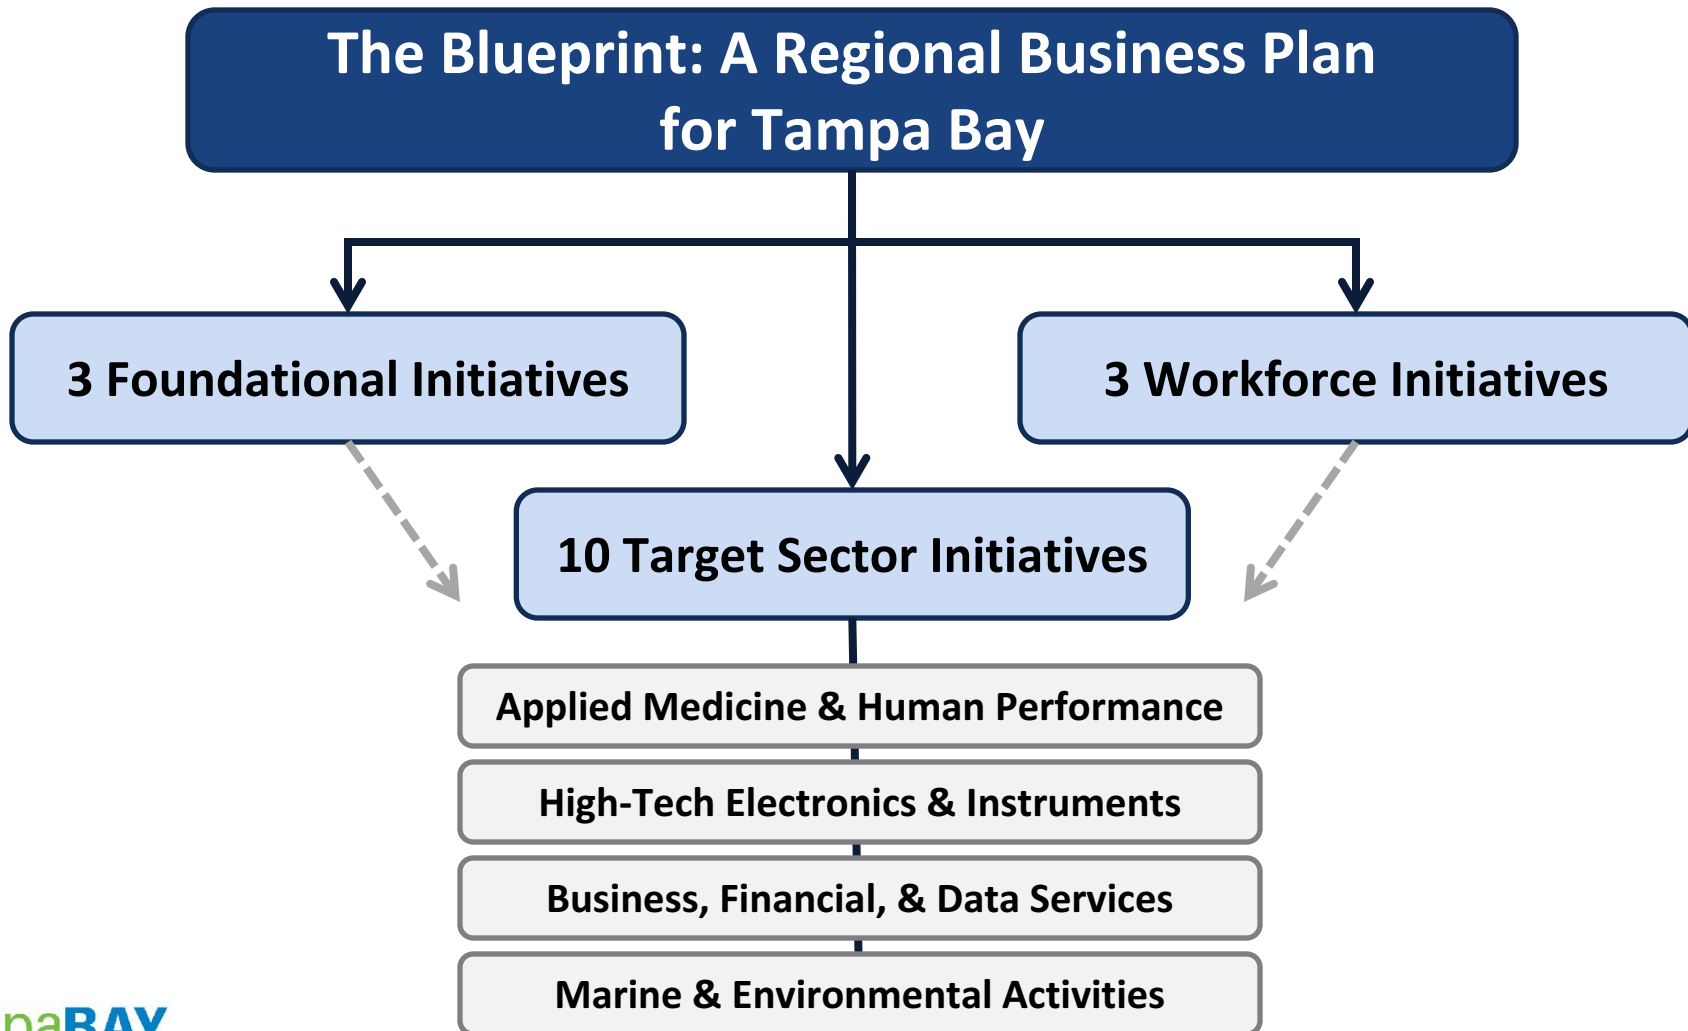 The Blueprint: A Regional Business Plan
for Tampa Bay
3 Foundational Initiatives
3 Workforce Initiatives
10 Target Sector Initiatives
Applied Medicine & Human Performance
High-Tech Electronics & Instruments
Business, Financial, & Data Services
Marine & Environmental Activities
paBAY